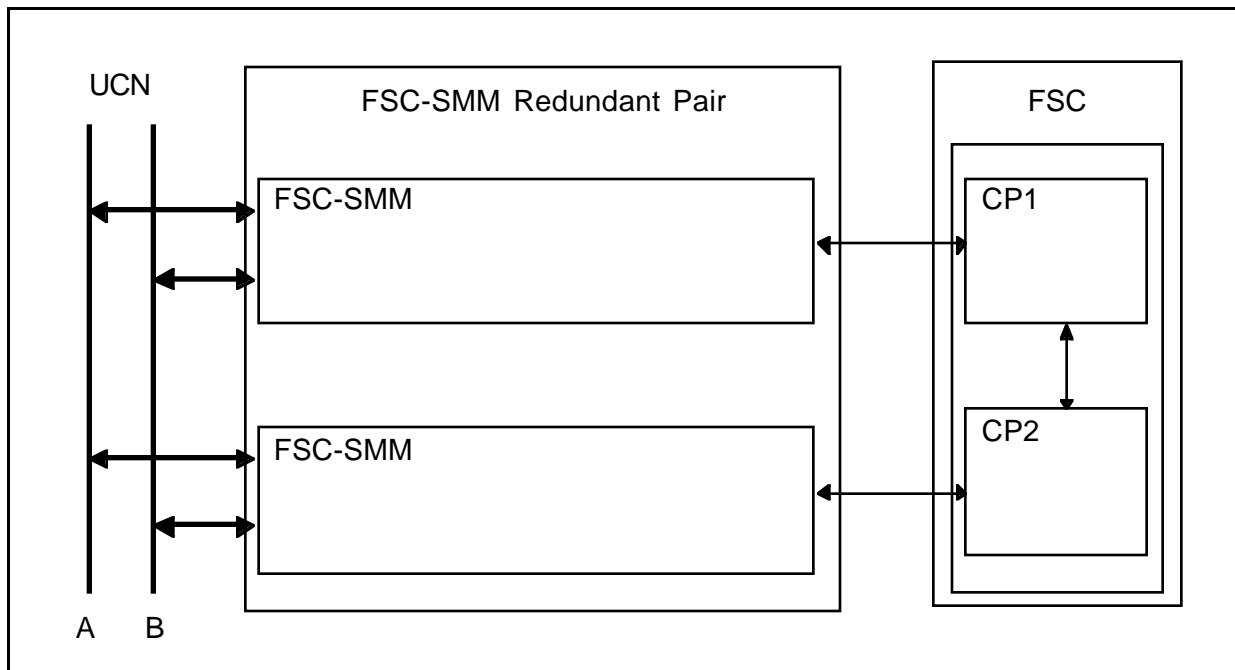 UCN
FSC-SMM Redundant Pair
FSC
FSC-SMM
CP1
FSC-SMM
CP2
A
B